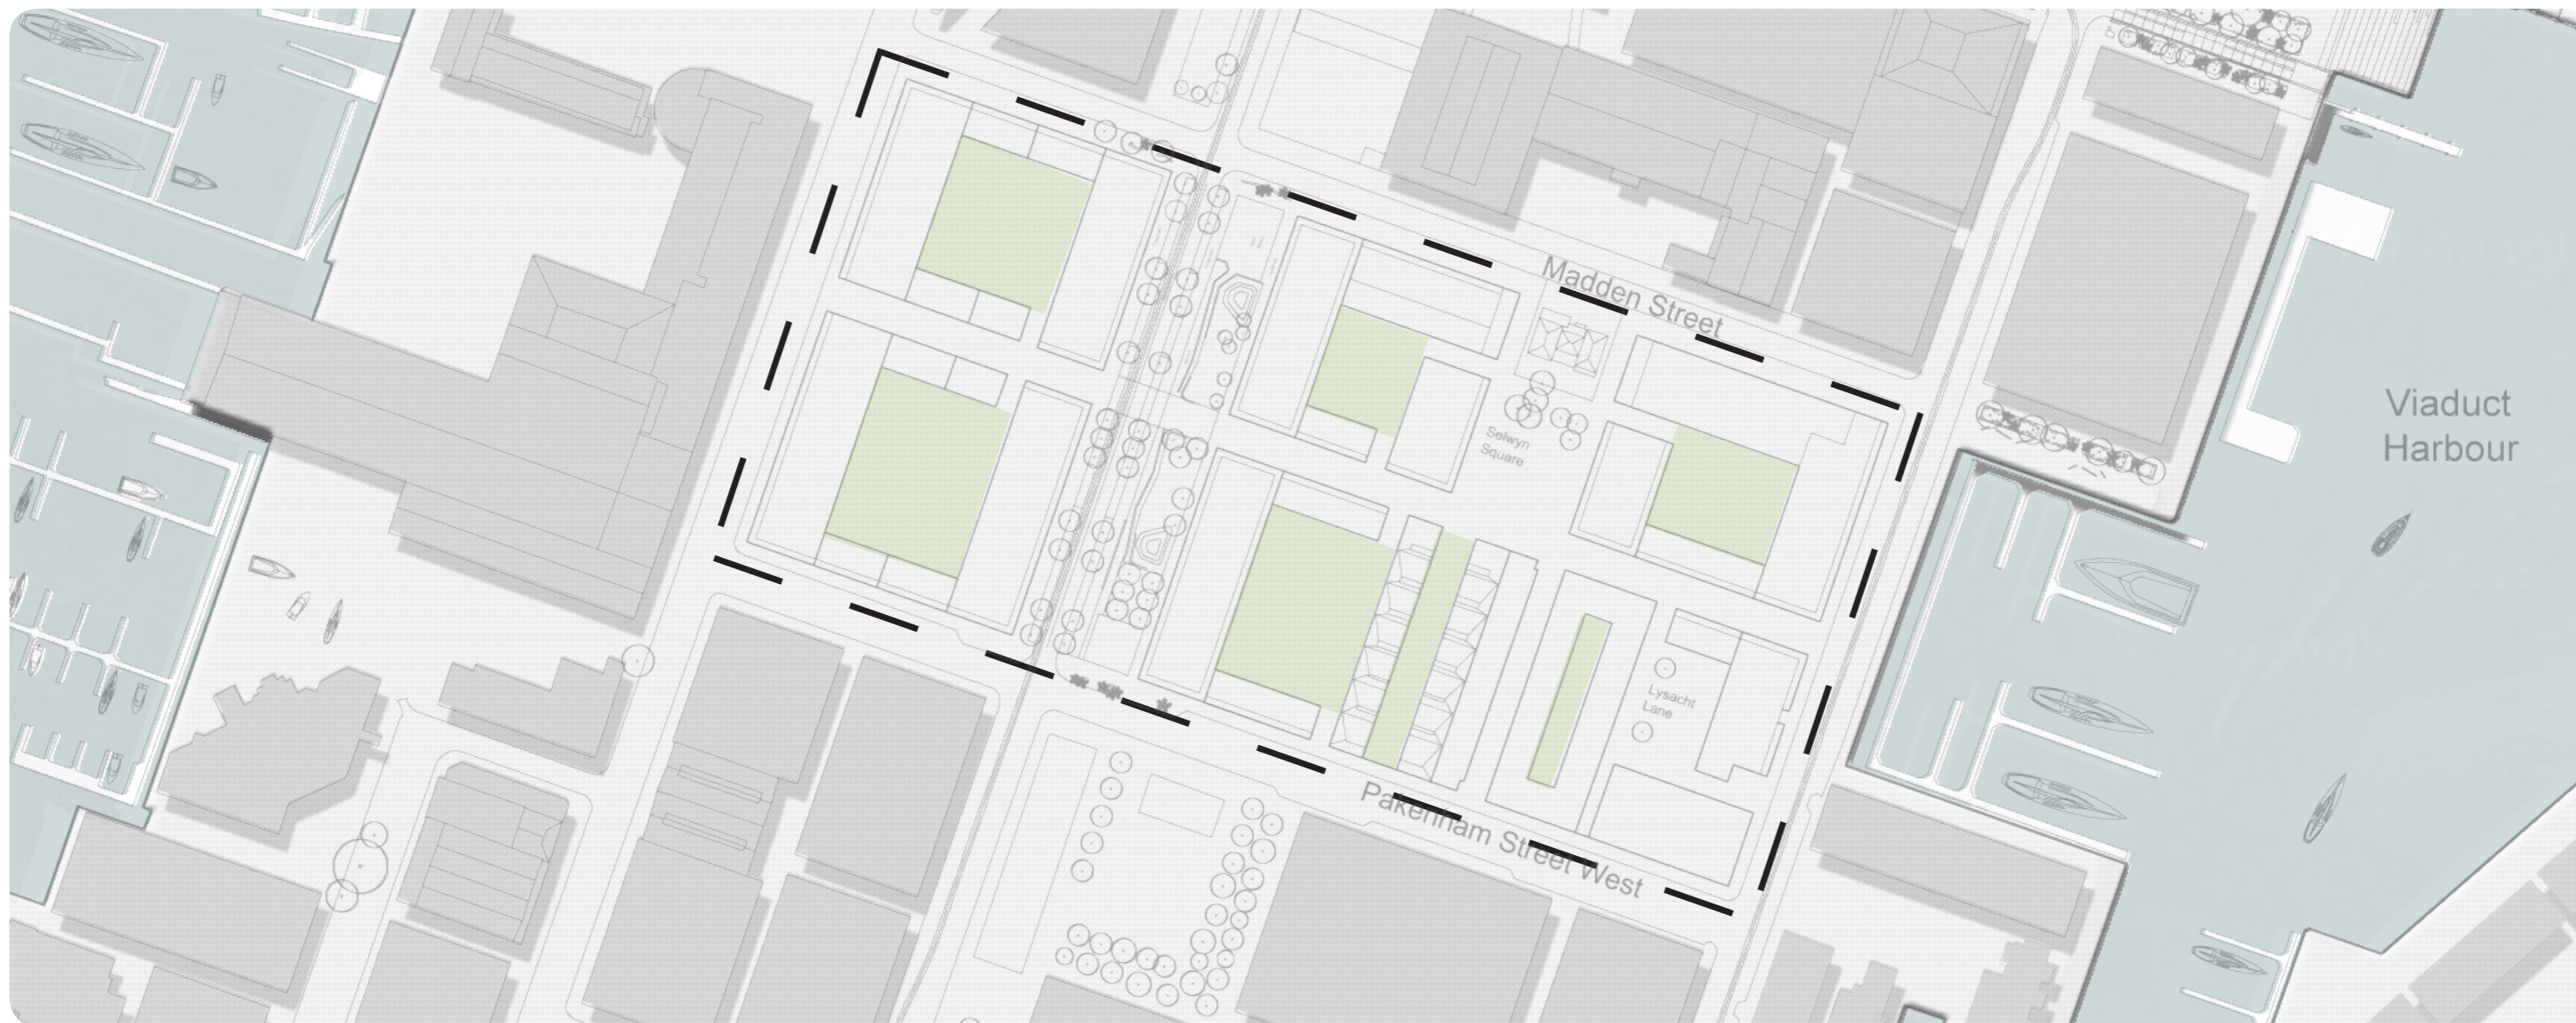 Madden Street
Viaduct
Harbour
Selwyn
Square
Lysacht
Lane
Pakenham Street West